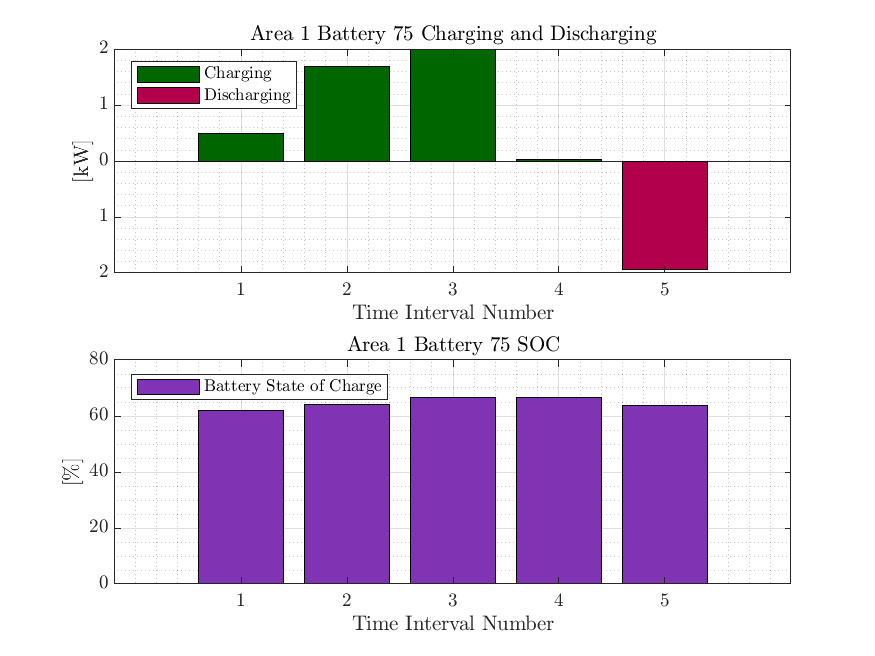 Area 1 Battery 75 Charging and Discharging
2
1
0
1
2
[kW]
Charging
Discharging
1 2 3 4 5
Time Interval Number
Area 1 Battery 75 SOC
80
60
40
20
0
[%]
Battery State of Charge
1 2 3 4 5
Time Interval Number